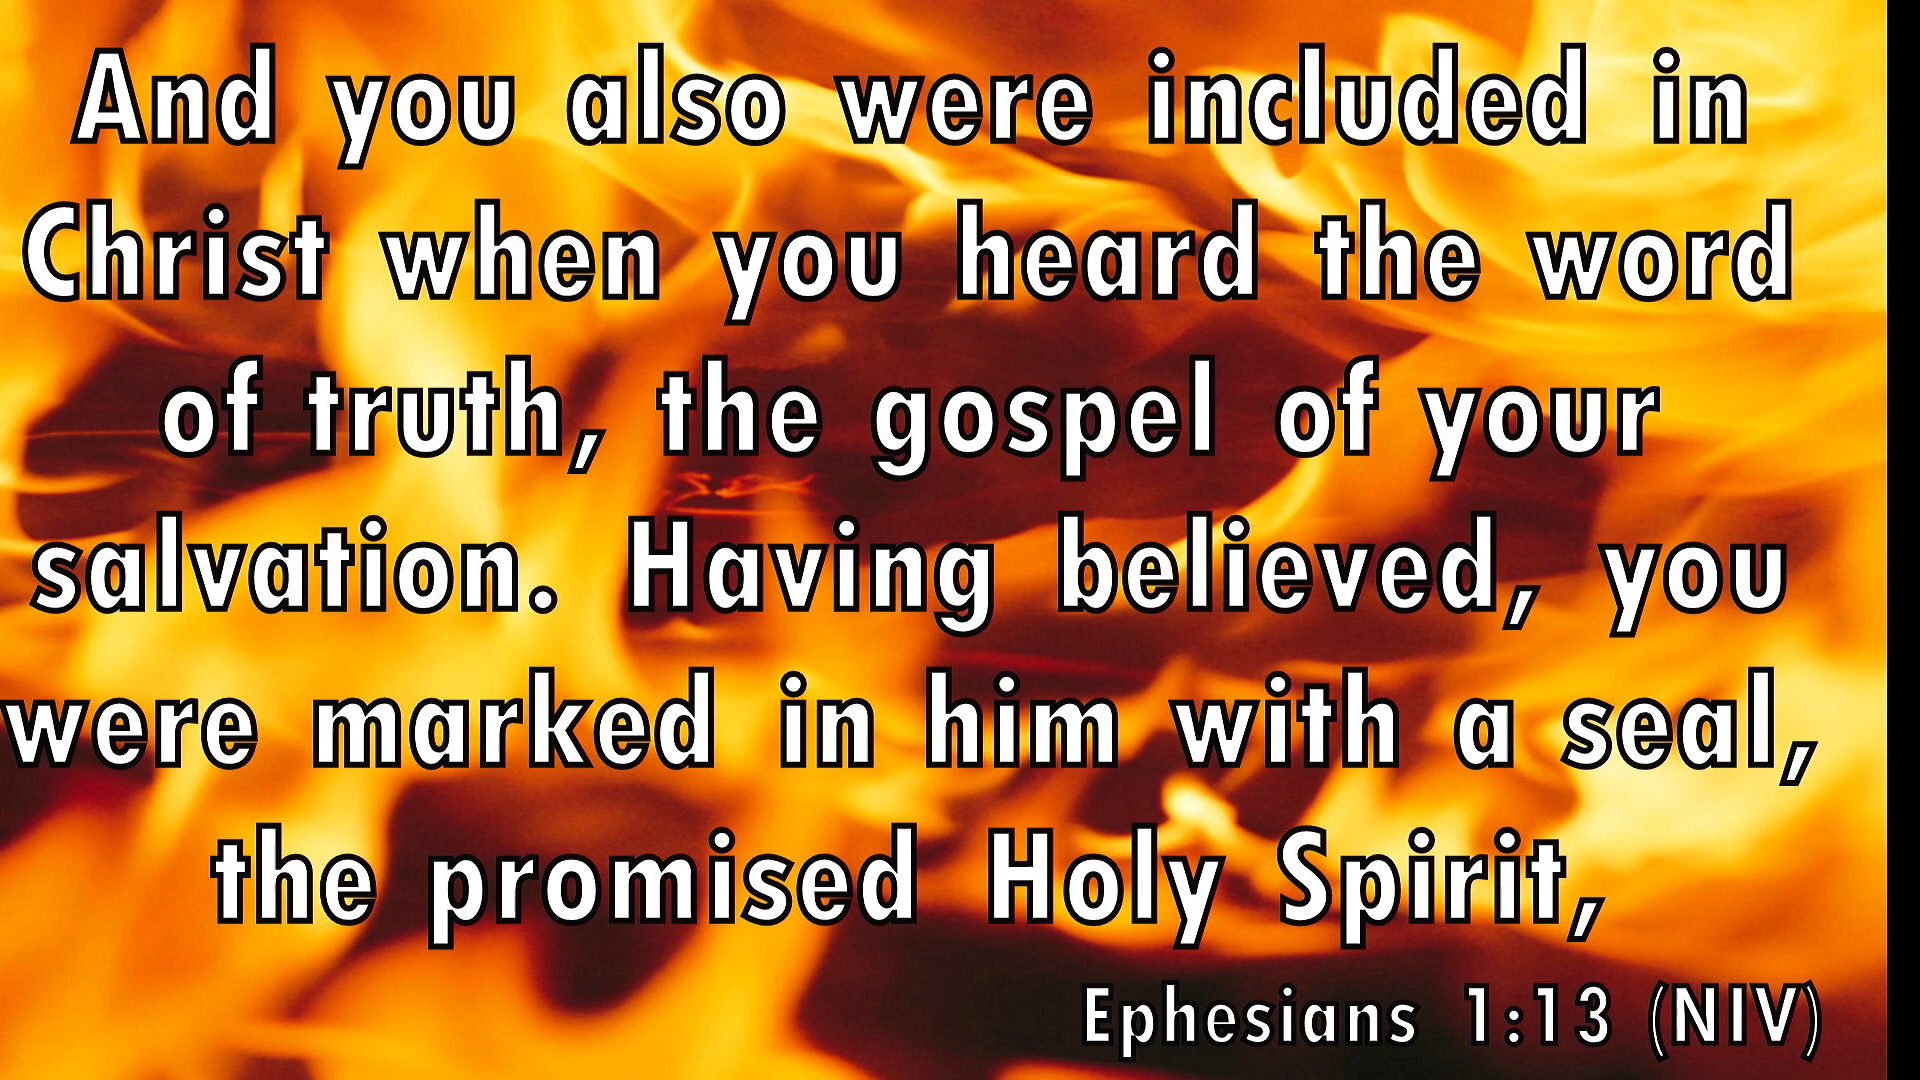 And you also were included in
Christ when you heard the word
of truth, the gospel of your
salvation. Having believed, you
were marked in him with a seal,
the promised Holy Spirit,
Ephesians 1:13 (NIV)